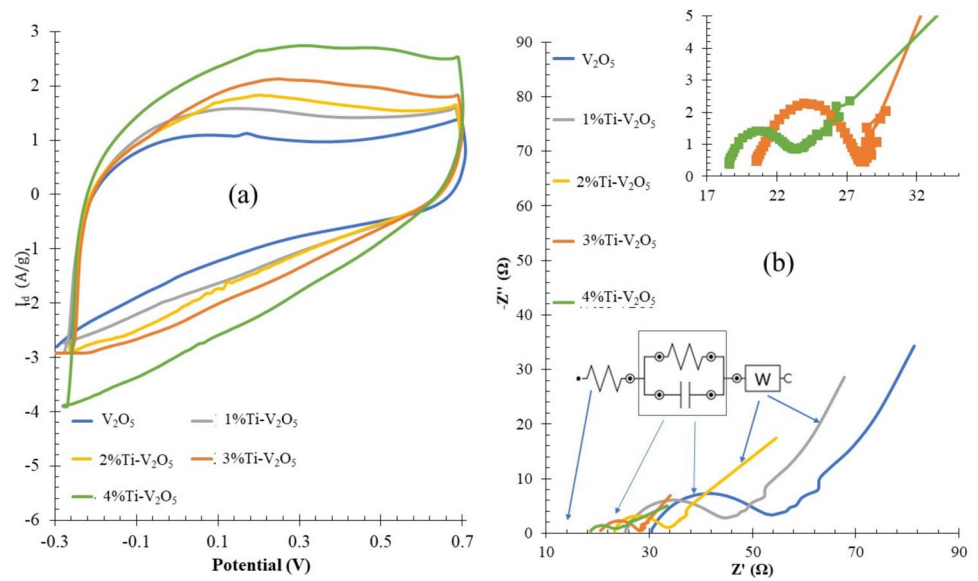 (a)
3
2
1
0
-1
-2
-3
-4
-5
-6
J_d (A/g),
-0.3
-0.1
0.1
0.3
0.5
0.7
Potential (V)
V₂O₅
1%Ti-V₂O₅
2%Ti-V₂O₅
3%Ti-V₂O₅
4%Ti-V₂O₅
(b)
90
80
70
60
50
40
30
20
10
0
-Z'' (Ω)
10
30
50
70
90
Z' (Ω)
V₂O₅
1%Ti-V₂O₅
2%Ti-V₂O₅
3%Ti-V₂O₅
4%Ti-V₂O₅
5
4
3
2
1
0
17
22
27
32
W